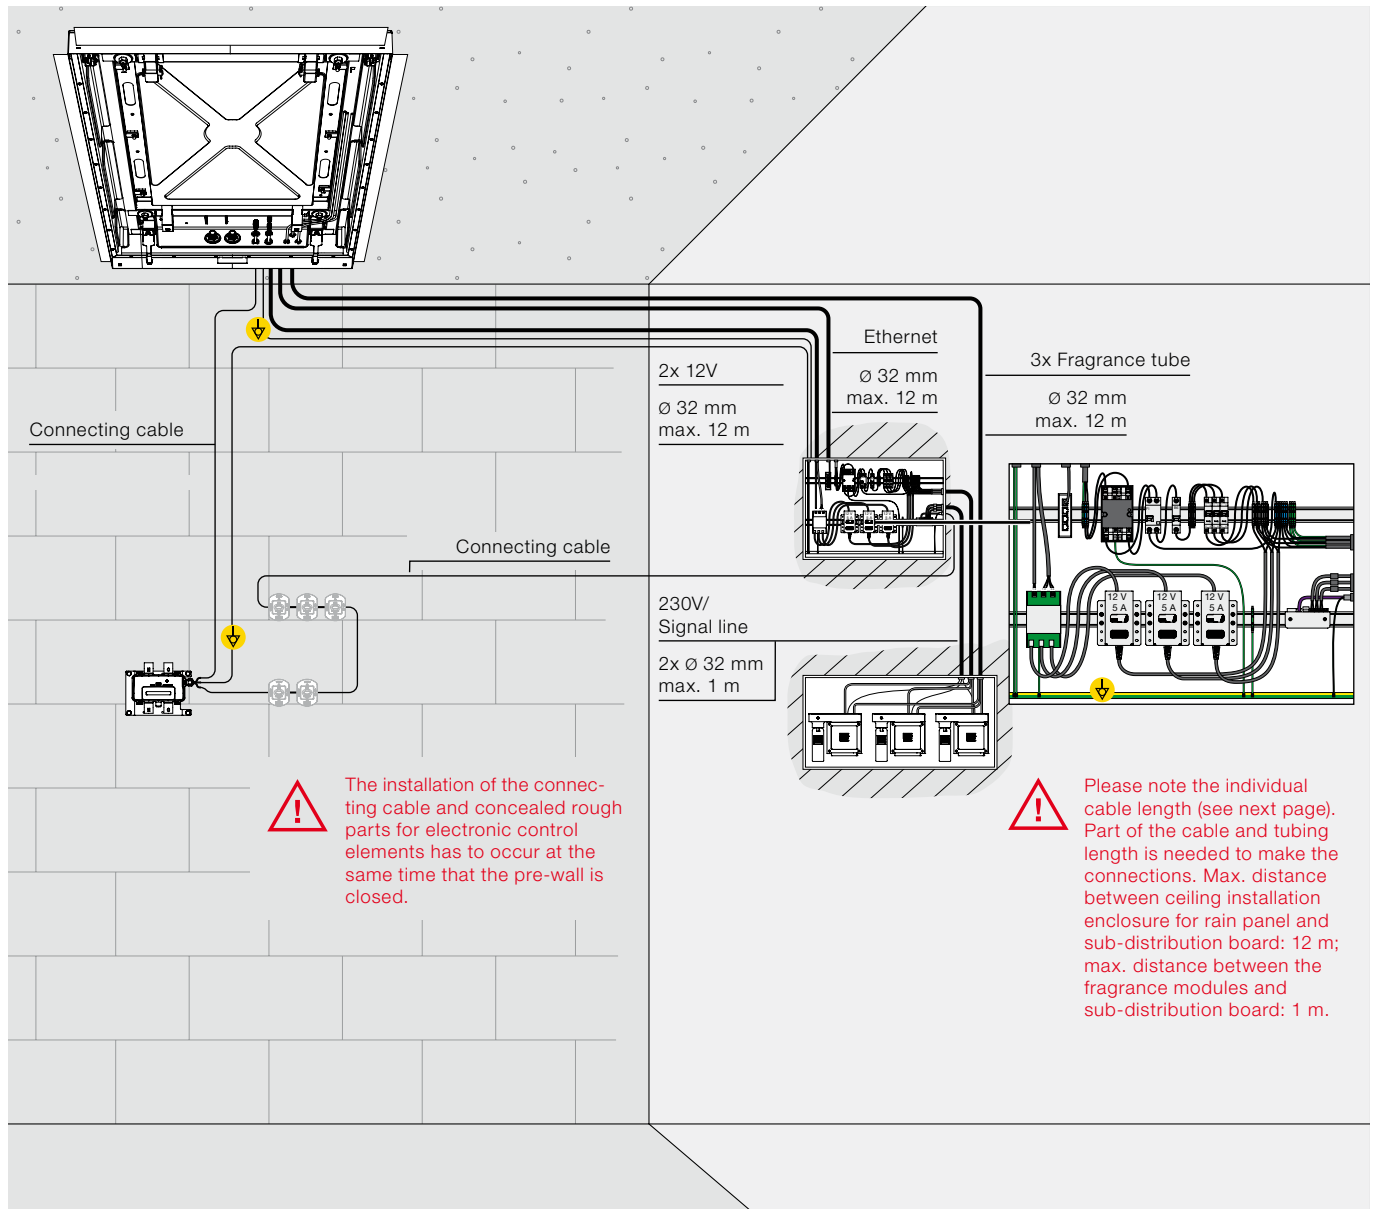 Ethernet
Ø 32 mm
max. 12 m
3x Fragrance tube
Ø 32 mm
max. 12 m
2x 12V
Ø 32 mm
max. 12 m
Connecting cable
Connecting cable
230V/
Signal line
2x Ø 32 mm
max. 1 m
12 V
5 A
12 V
5 A
12 V
5 A
!
The installation of the connec-
ting cable and concealed rough
parts for electronic control
elements has to occur at the
same time that the pre-wall is
closed.
!
Please note the individual
cable length (see next page).
Part of the cable and tubing
length is needed to make the
connections. Max. distance
between ceiling installation
enclosure for rain panel and
sub-distribution board: 12 m;
max. distance between the
fragrance modules and
sub-distribution board: 1 m.